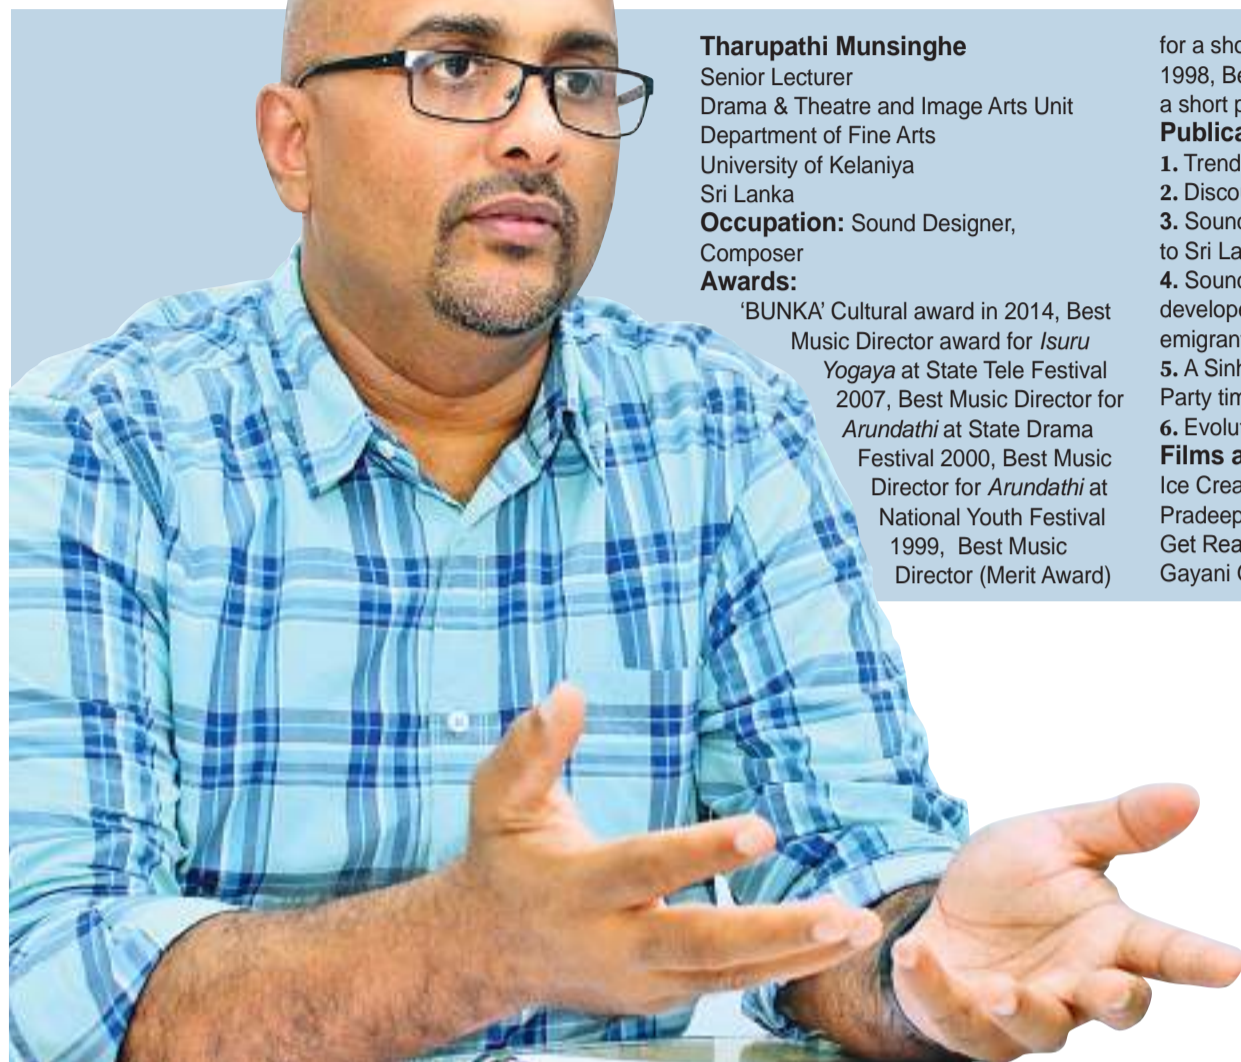 Tharupathi Munsinghe
Senior Lecturer
Drama & Theatre and Image Arts Unit
Department of Fine Arts
University of Kelaniya
Sri Lanka
Occupation: Sound Designer,
Composer
Awards:
‘BUNKA’ Cultural award in 2014, Best
Music Director award for Isuru
Yogaya at State Tele Festival
2007, Best Music Director for
Arundathi at State Drama
Festival 2000, Best Music
Director for Arundathi at
National Youth Festival
1999, Best Music
Director (Merit Award)
for a
1998,
a short
1.
2.
3.
to Sri
4.
5. A
Party
6.
Films
Ice
Pradeep
Get
Gayani